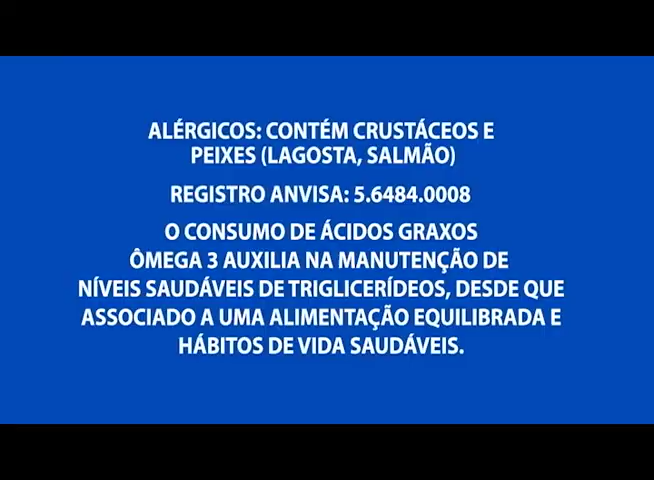 ALÉRGICOS: CONTÉM CRUSTÁCEOS E
PEIXES (LAGOSTA, SALMÃO)
REGISTRO ANVISA: 5.6484.0008
O CONSUMO DE ÁCIDOS GRAXOS
ÔMEGA 3 AUXILIA NA MANUTENÇÃO DE
NÍVEIS SAUDÁVEIS DE TRIGLICERÍDEOS, DESDE QUE
ASSOCIADO A UMA ALIMENTAÇÃO EQUILIBRADA E
HÁBITOS DE VIDA SAUDÁVEIS.